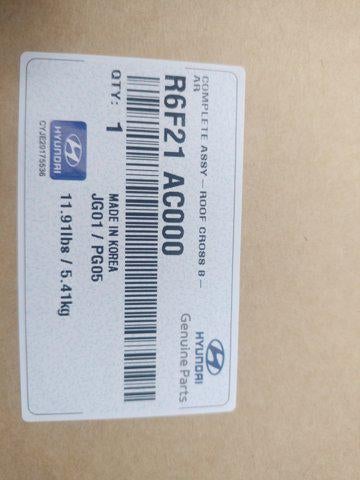 COMPLETE ASSY-ROOF CROSS B-
AR
HYUNDAI
Genuine Parts
R6F21 AC000
QTY: 1
MADE IN KOREA
JG01 / PG05
HYUNDAI
11.91lbs / 5.41kg
CYJE20175536